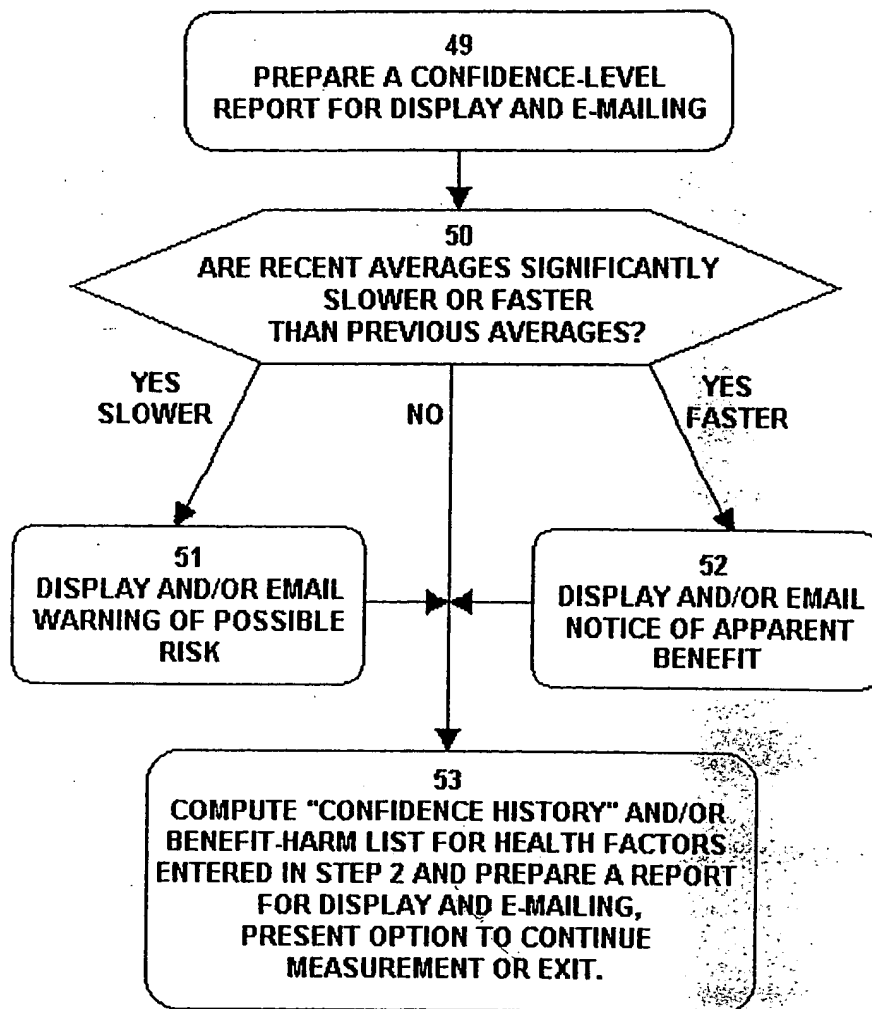 49
PREPARE A CONFIDENCE-LEVEL
REPORT FOR DISPLAY AND E-MAILING
50
ARE RECENT AVERAGES SIGNIFICANTLY
SLOWER OR FASTER
THAN PREVIOUS AVERAGES?
YES
SLOWER
NO
YES
FASTER
51
DISPLAY AND/OR EMAIL
WARNING OF POSSIBLE
RISK
52
DISPLAY AND/OR EMAIL
NOTICE OF APPARENT
BENEFIT
53
COMPUTE "CONFIDENCE HISTORY" AND/OR
BENEFIT-HARM LIST FOR HEALTH FACTORS
ENTERED IN STEP 2 AND PREPARE A REPORT
FOR DISPLAY AND E-MAILING,
PRESENT OPTION TO CONTINUE
MEASUREMENT OR EXIT.